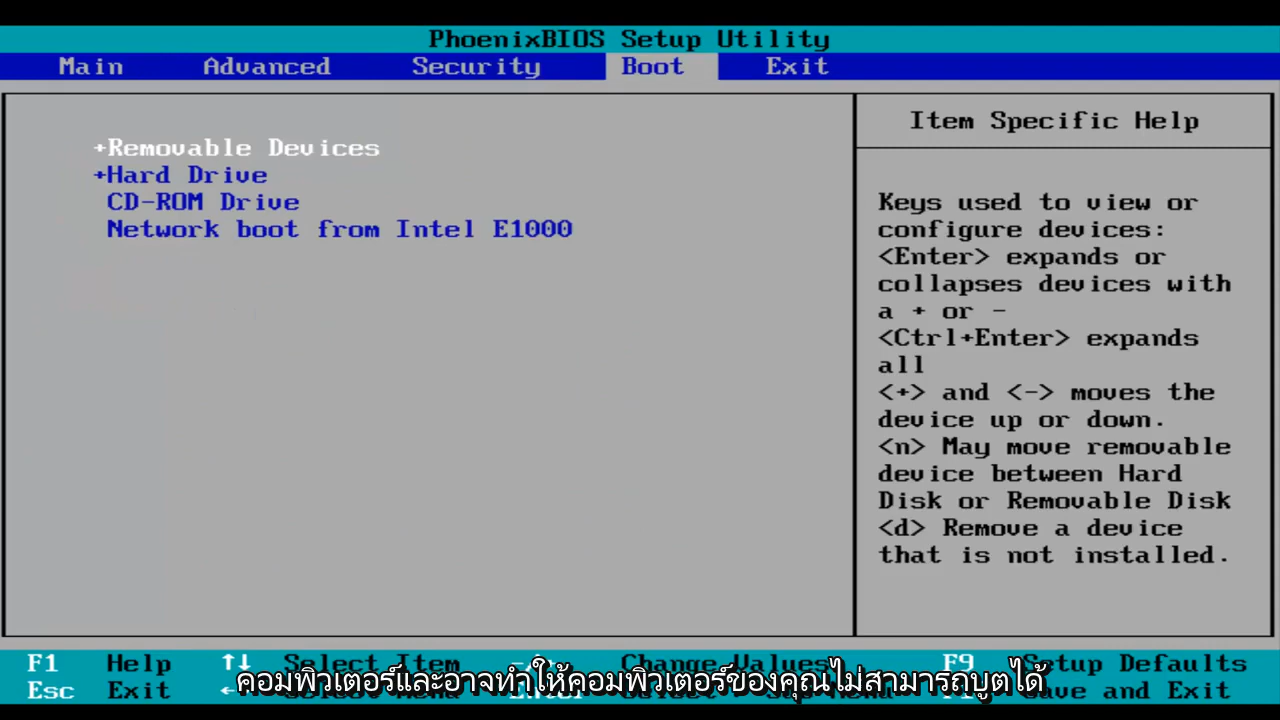 PhoenixBIOS Setup Utility
Main Advanced Security Boot Exit
+Removable Devices
+Hard Drive
CD-ROM Drive
Network boot from Intel E1000
Item Specific Help
Keys used to view or
configure devices:
<Enter> expands or
collapses devices with
a + or -
<Ctrl+Enter> expands
all
<+> and <-> moves the
device up or down.
<n> May move removable
device between Hard
Disk or Removable Disk
<d> Remove a device
that is not installed.
F1 Help ↑↓ Select Item Change Values F9 Setup Defaults
Esc Exit and Exit
คอมพิวเตอร์และอาจทำให้คอมพิวเตอร์ของคุณไม่สามารถบูตได้